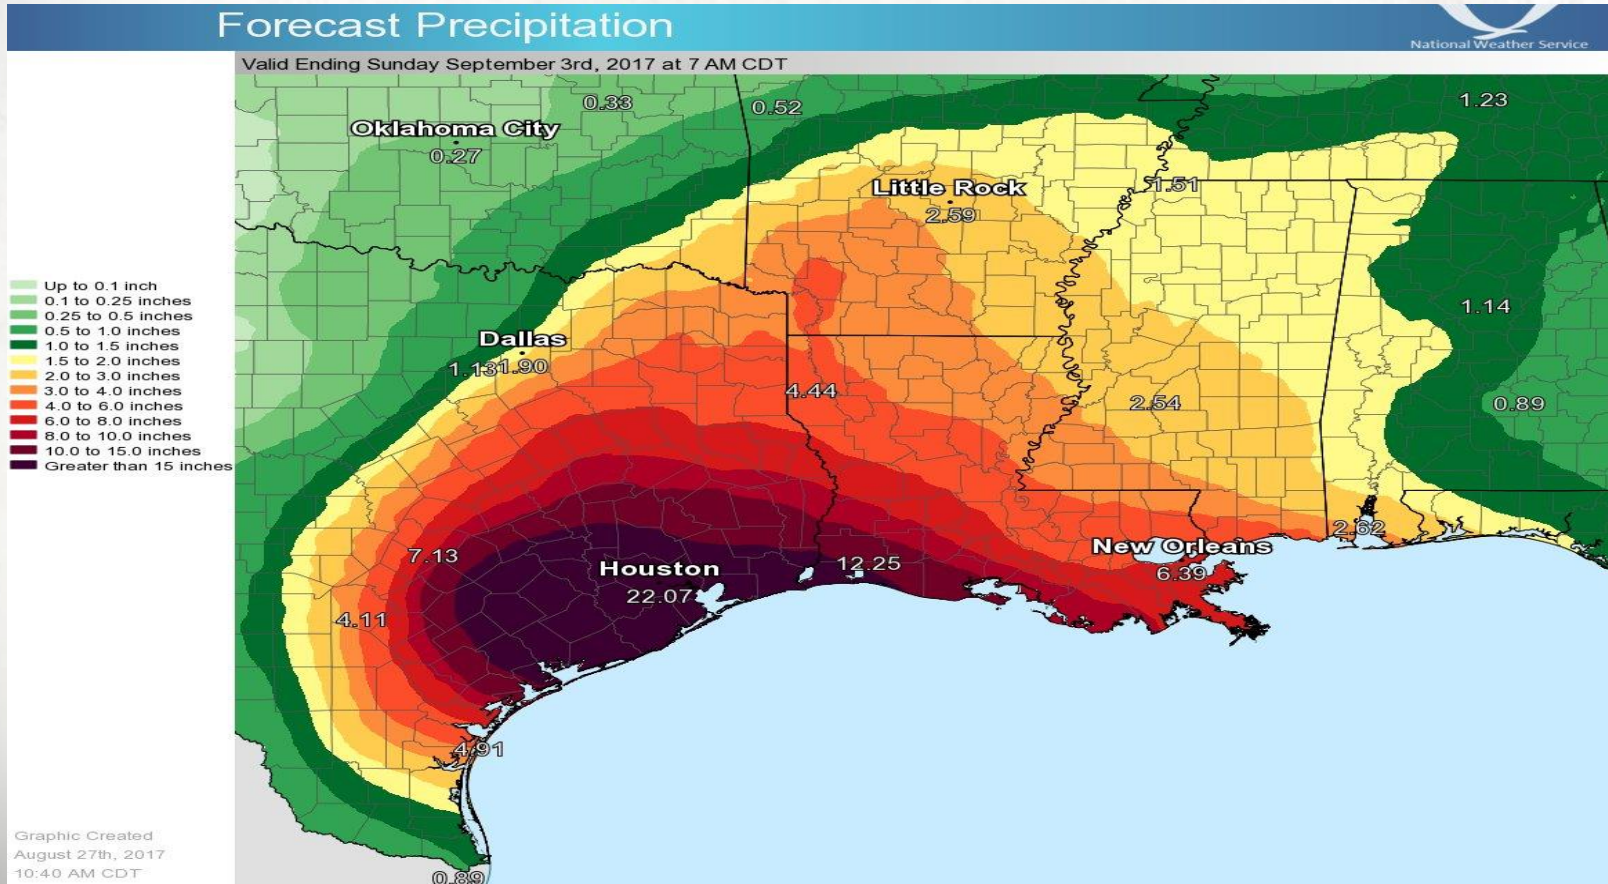 Forecast Precipitation
National Weather Service
Valid Ending Sunday September 3rd, 2017 at 7 AM CDT
0.33
0.52
1.23
Oklahoma City
0.27
Little Rock
1.51
2.59
Up to 0.1 inch
0.1 to 0.25 inches
0.25 to 0.5 inches
0.5 to 1.0 inches
1.0 to 1.5 inches
1.5 to 2.0 inches
2.0 to 3.0 inches
3.0 to 4.0 inches
4.0 to 6.0 inches
6.0 to 8.0 inches
8.0 to 10.0 inches
10.0 to 15.0 inches
Greater than 15 inches
1.14
Dallas
1.13
1.90
4.44
2.54
0.89
2.62
7.13
Houston
22.07
12.25
New Orleans
6.39
4.11
4.91
0.89
Graphic Created
August 27th, 2017
10:40 AM CDT